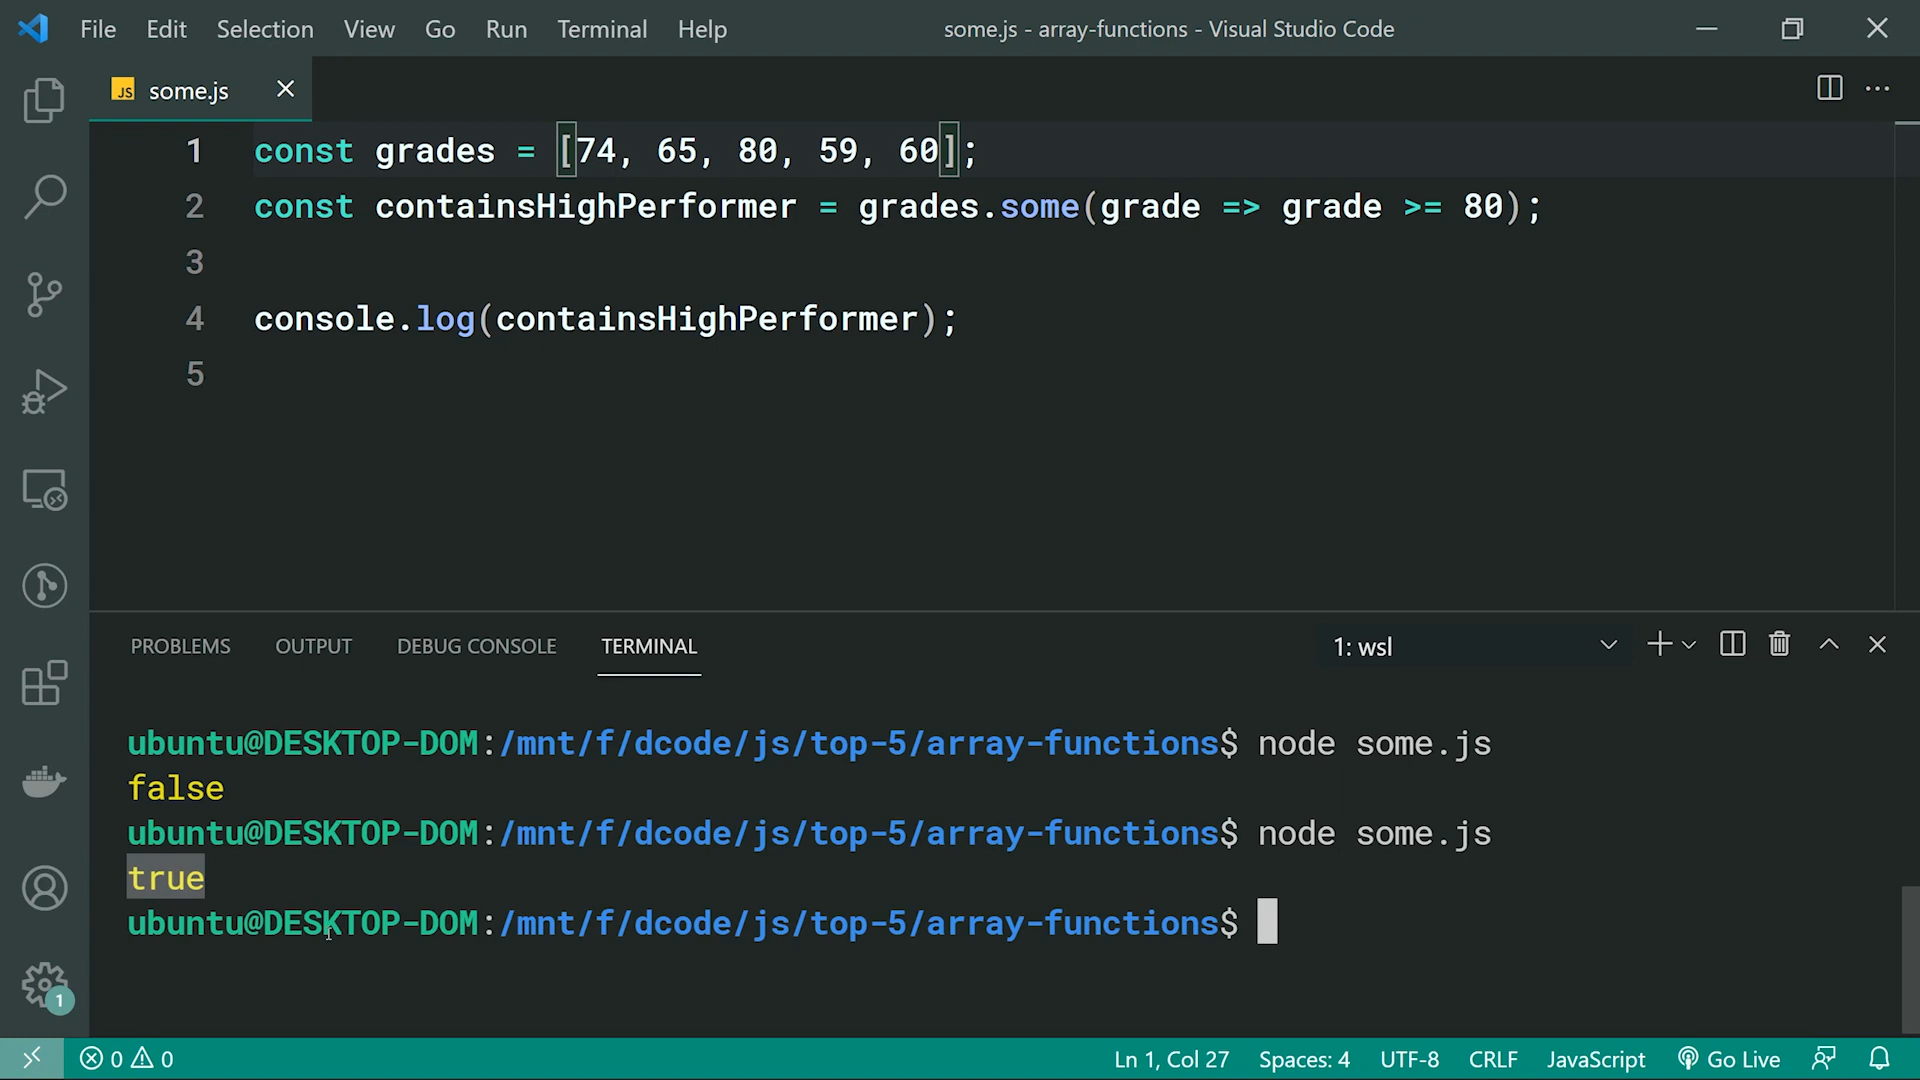 File Edit Selection View Go Run Terminal Help some.js - array-functions - Visual Studio Code
JS some.js
1 const grades = [74, 65, 80, 59, 60];
2 const containsHighPerformer = grades.some(grade => grade >= 80);
3
4 console.log(containsHighPerformer);
5
PROBLEMS OUTPUT DEBUG CONSOLE TERMINAL 1: wsl
ubuntu@DESKTOP-DOM:/mnt/f/dcode/js/top-5/array-functions$ node some.js
false
ubuntu@DESKTOP-DOM:/mnt/f/dcode/js/top-5/array-functions$ node some.js
true
ubuntu@DESKTOP-DOM:/mnt/f/dcode/js/top-5/array-functions$
1
0 0 Ln 1, Col 27 Spaces: 4 UTF-8 CRLF JavaScript Go Live